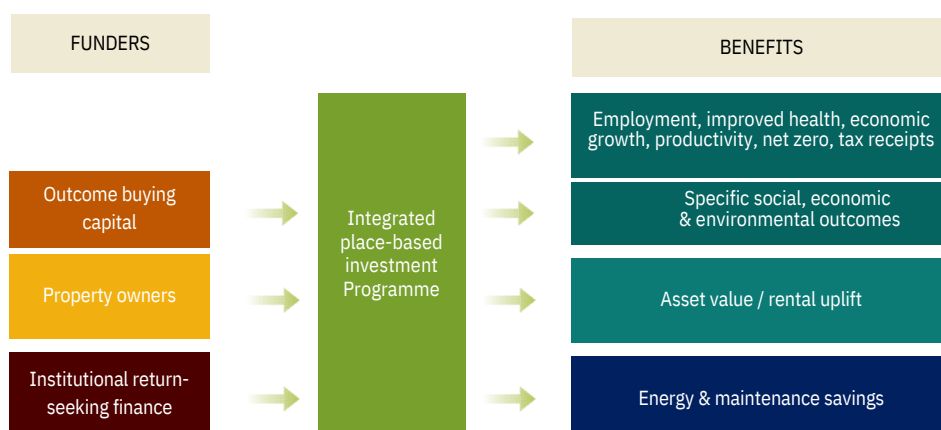 FUNDERS
BENEFITS
Outcome buying
capital
Property owners
Institutional return-
seeking finance
Integrated
place-based
investment
Programme
Employment, improved health, economic
growth, productivity, net zero, tax receipts
Specific social, economic
& environmental outcomes
Asset value / rental uplift
Energy & maintenance savings